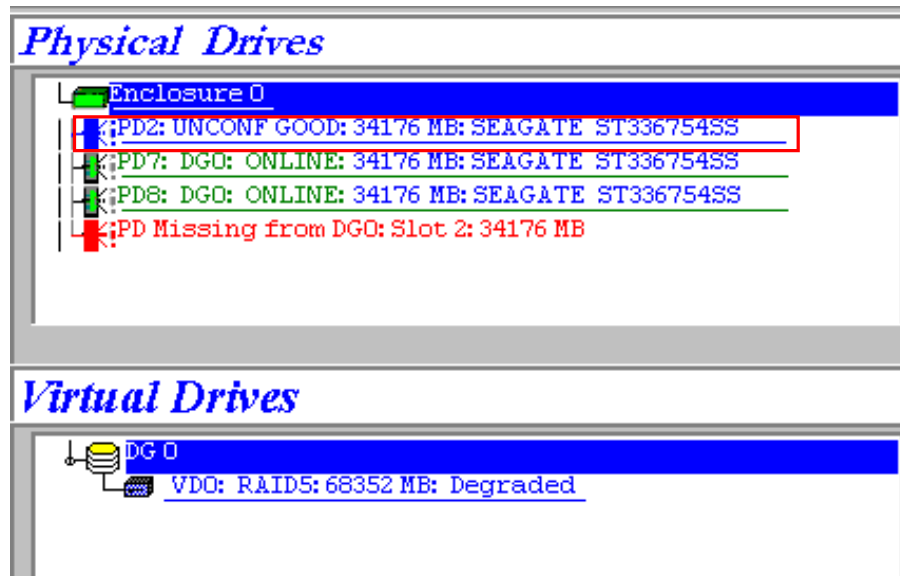 Physical Drives
Enclosure 0
PD2: UNCONF GOOD: 34176 MB: SEAGATE ST336754SS
PD7: DG0: ONLINE: 34176 MB: SEAGATE ST336754SS
PD8: DG0: ONLINE: 34176 MB: SEAGATE ST336754SS
PD Missing from DG0: Slot 2: 34176 MB
Virtual Drives
DG 0
VD0: RAID5: 68352 MB: Degraded